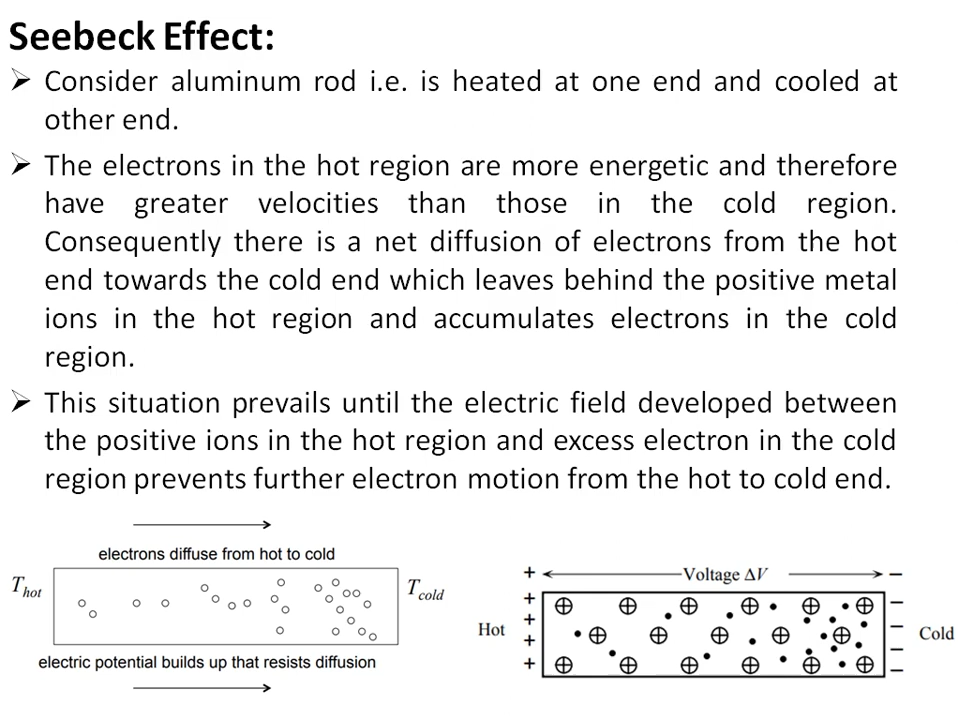 Seebeck Effect:
➢ Consider aluminum rod i.e. is heated at one end and cooled at
other end.
➢ The electrons in the hot region are more energetic and therefore
have greater velocities than those in the cold region.
Consequently there is a net diffusion of electrons from the hot
end towards the cold end which leaves behind the positive metal
ions in the hot region and accumulates electrons in the cold
region.
➢ This situation prevails until the electric field developed between
the positive ions in the hot region and excess electron in the cold
region prevents further electron motion from the hot to cold end.
electrons diffuse from hot to cold
T hot
T cold
electric potential builds up that resists diffusion
+ Voltage ΔV −
Hot
Cold